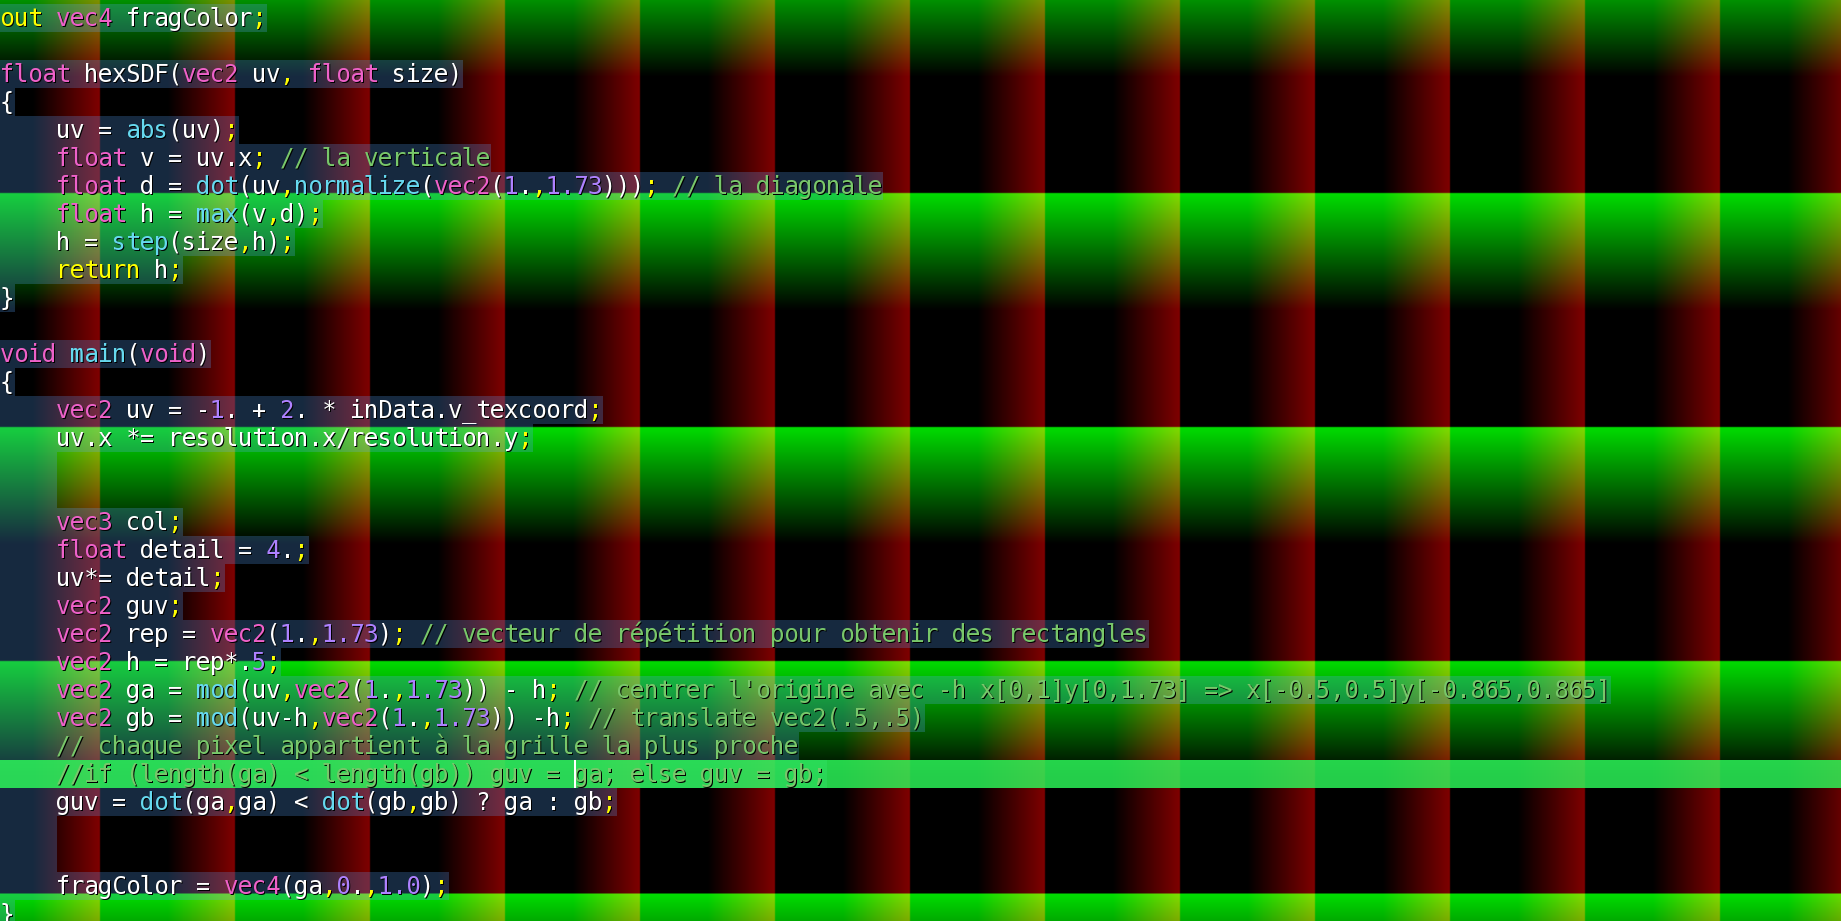 out vec4 fragColor;
float hexSDF(vec2 uv, float size)
{
uv = abs(uv);
float v = uv.x; // la verticale
float d = dot(uv,normalize(vec2(1.,1.73))); // la diagonale
float h = max(v,d);
h = step(size,h);
return h;
}
void main(void)
{
vec2 uv = -1. + 2. * inData.v_texcoord;
uv.x *= resolution.x/resolution.y;
vec3 col;
float detail = 4.;
uv*= detail;
vec2 guv;
vec2 rep = vec2(1.,1.73); // vecteur de répétition pour obtenir des rectangles
vec2 h = rep*.5;
vec2 ga = mod(uv,vec2(1.,1.73)) - h; // centrer l'origine avec -h x[0,1]y[0,1.73] => x[-0.5,0.5]y[-0.865,0.865]
vec2 gb = mod(uv-h,vec2(1.,1.73)) -h; // translate vec2(.5,.5)
// chaque pixel appartient à la grille la plus proche
//if (length(ga) < length(gb)) guv = ga; else guv = gb;
guv = dot(ga,ga) < dot(gb,gb) ? ga : gb;
fragColor = vec4(ga,0.,1.0);
}